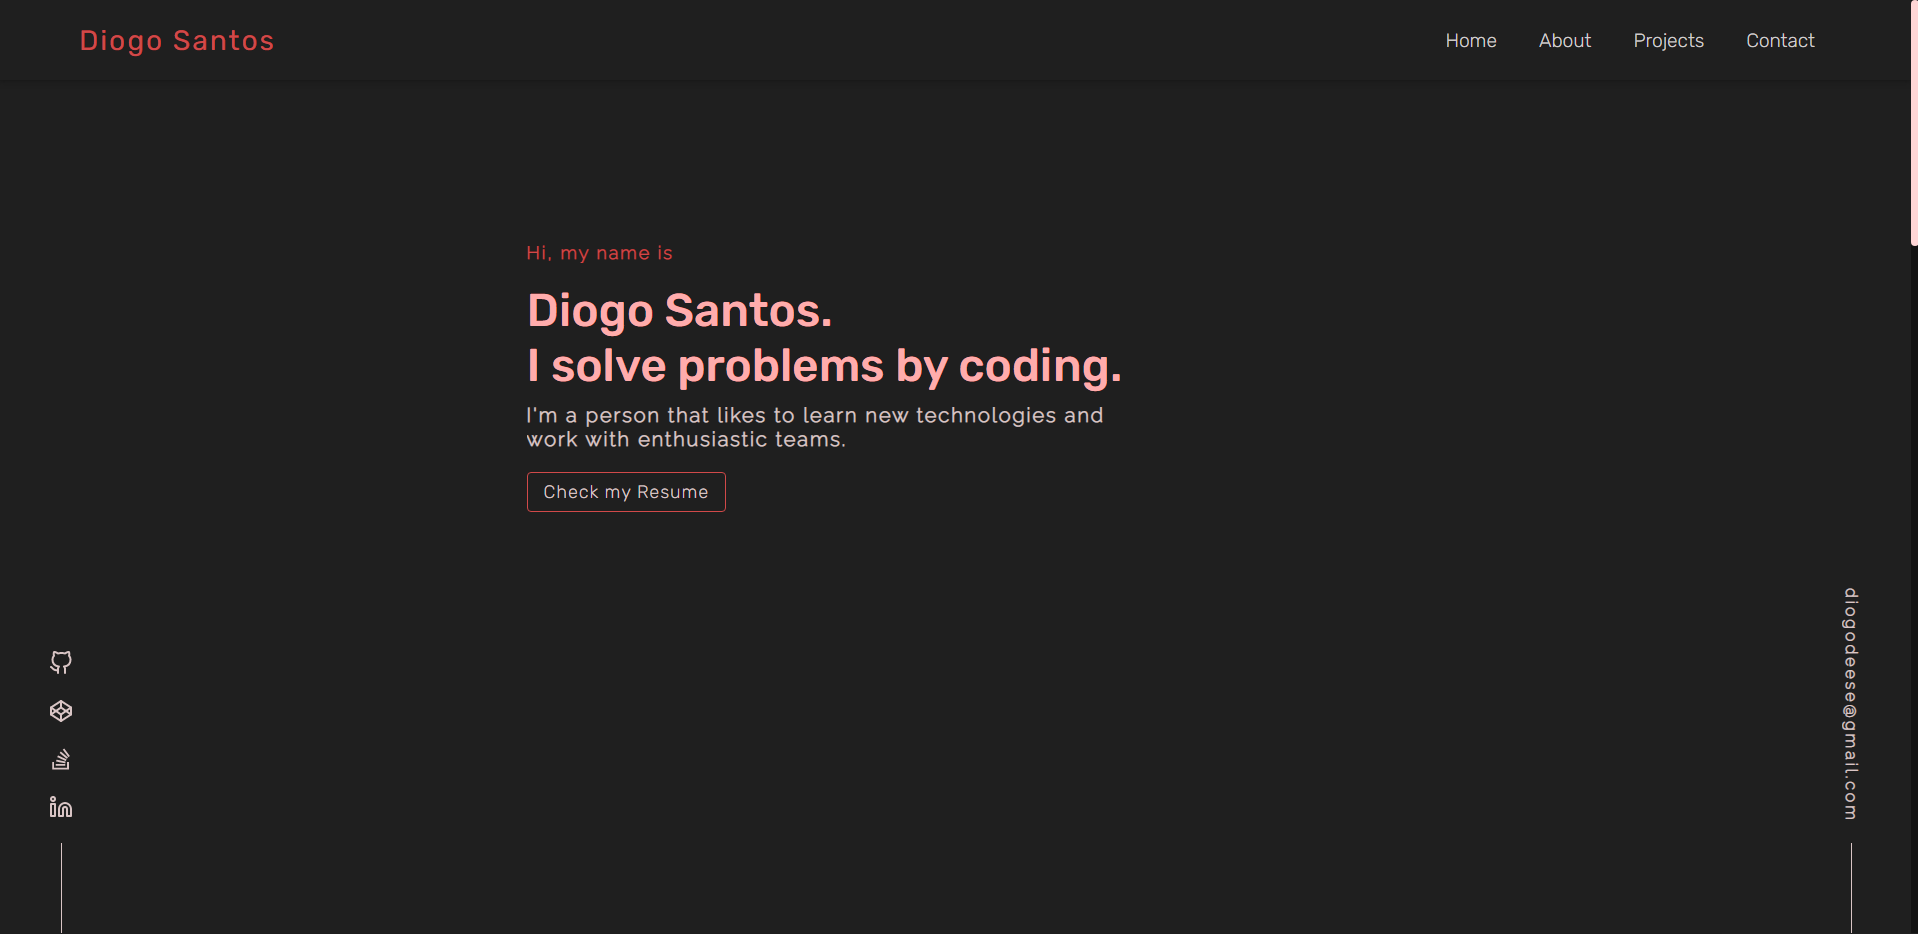 Diogo Santos
Home About Projects Contact
Hi, my name is
Diogo Santos.
I solve problems by coding.
I'm a person that likes to learn new technologies and
work with enthusiastic teams.
Check my Resume
diogodeese@gmail.com